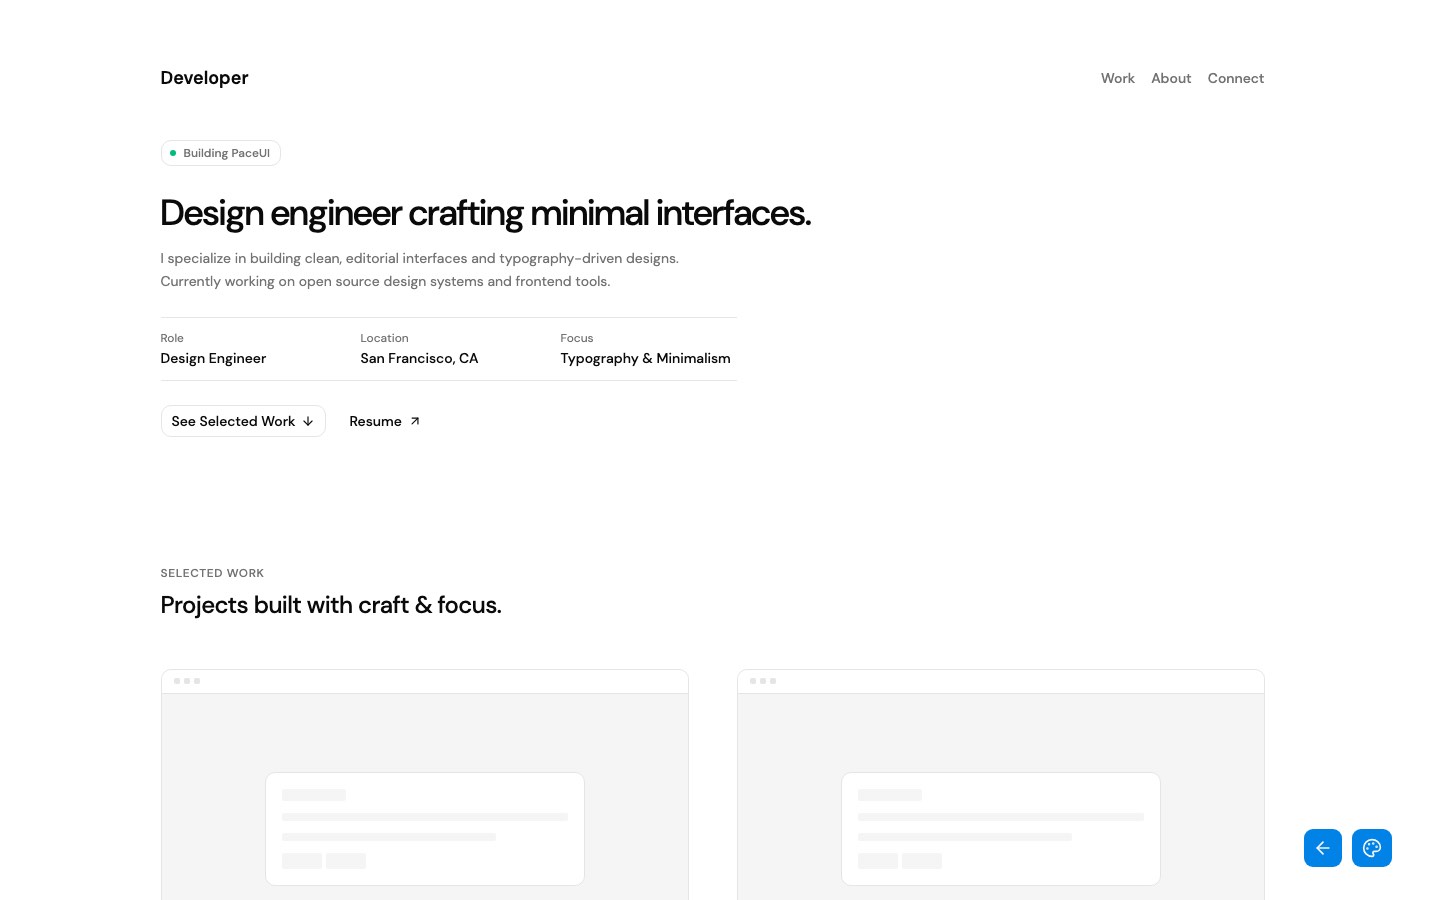 Developer
Work About Connect
Building PaceUI
Design engineer crafting minimal interfaces.
I specialize in building clean, editorial interfaces and typography-driven designs.
Currently working on open source design systems and frontend tools.
Role Location Focus
Design Engineer San Francisco, CA Typography & Minimalism
See Selected Work ↓ Resume ↗
SELECTED WORK
Projects built with craft & focus.